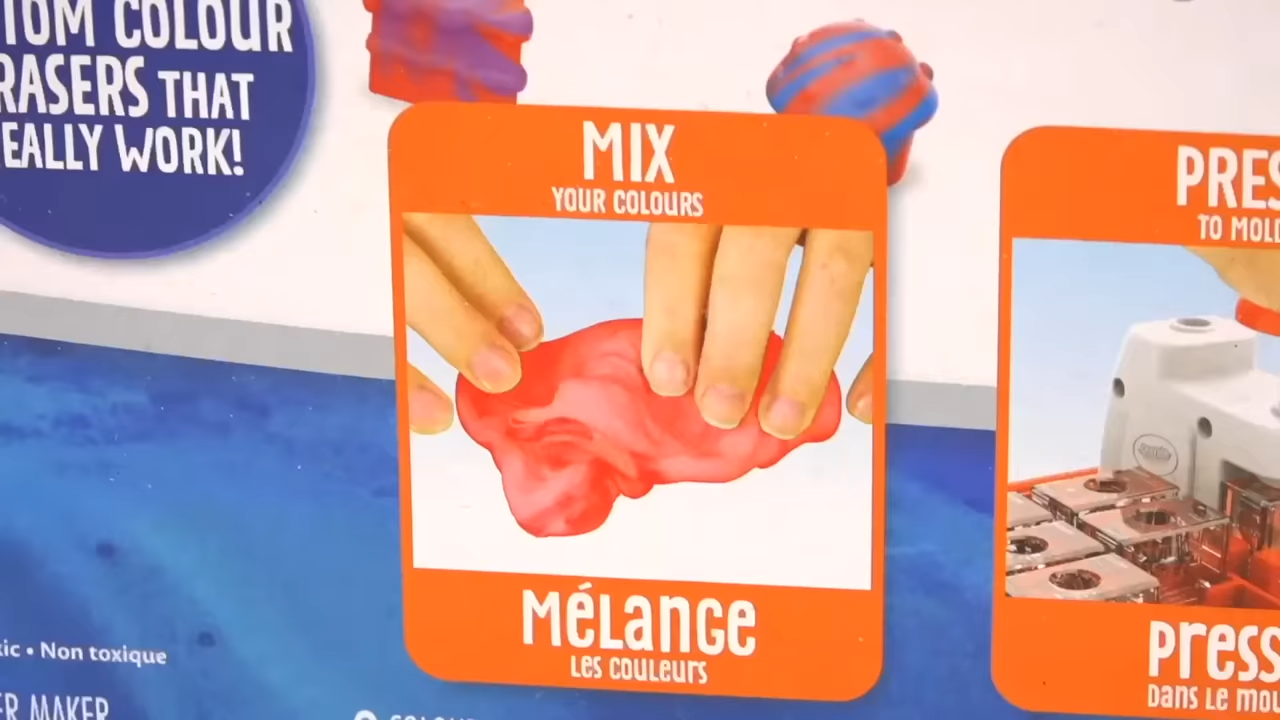 TOM COLOUR
RASERS THAT
EALLY WORK!
MIX
YOUR COLOURS
MÉLANGE
LES COULEURS
PRES
TO MOLD
PRESS
DANS LE MOU
xic • Non toxique
ER MAKER
COLOU